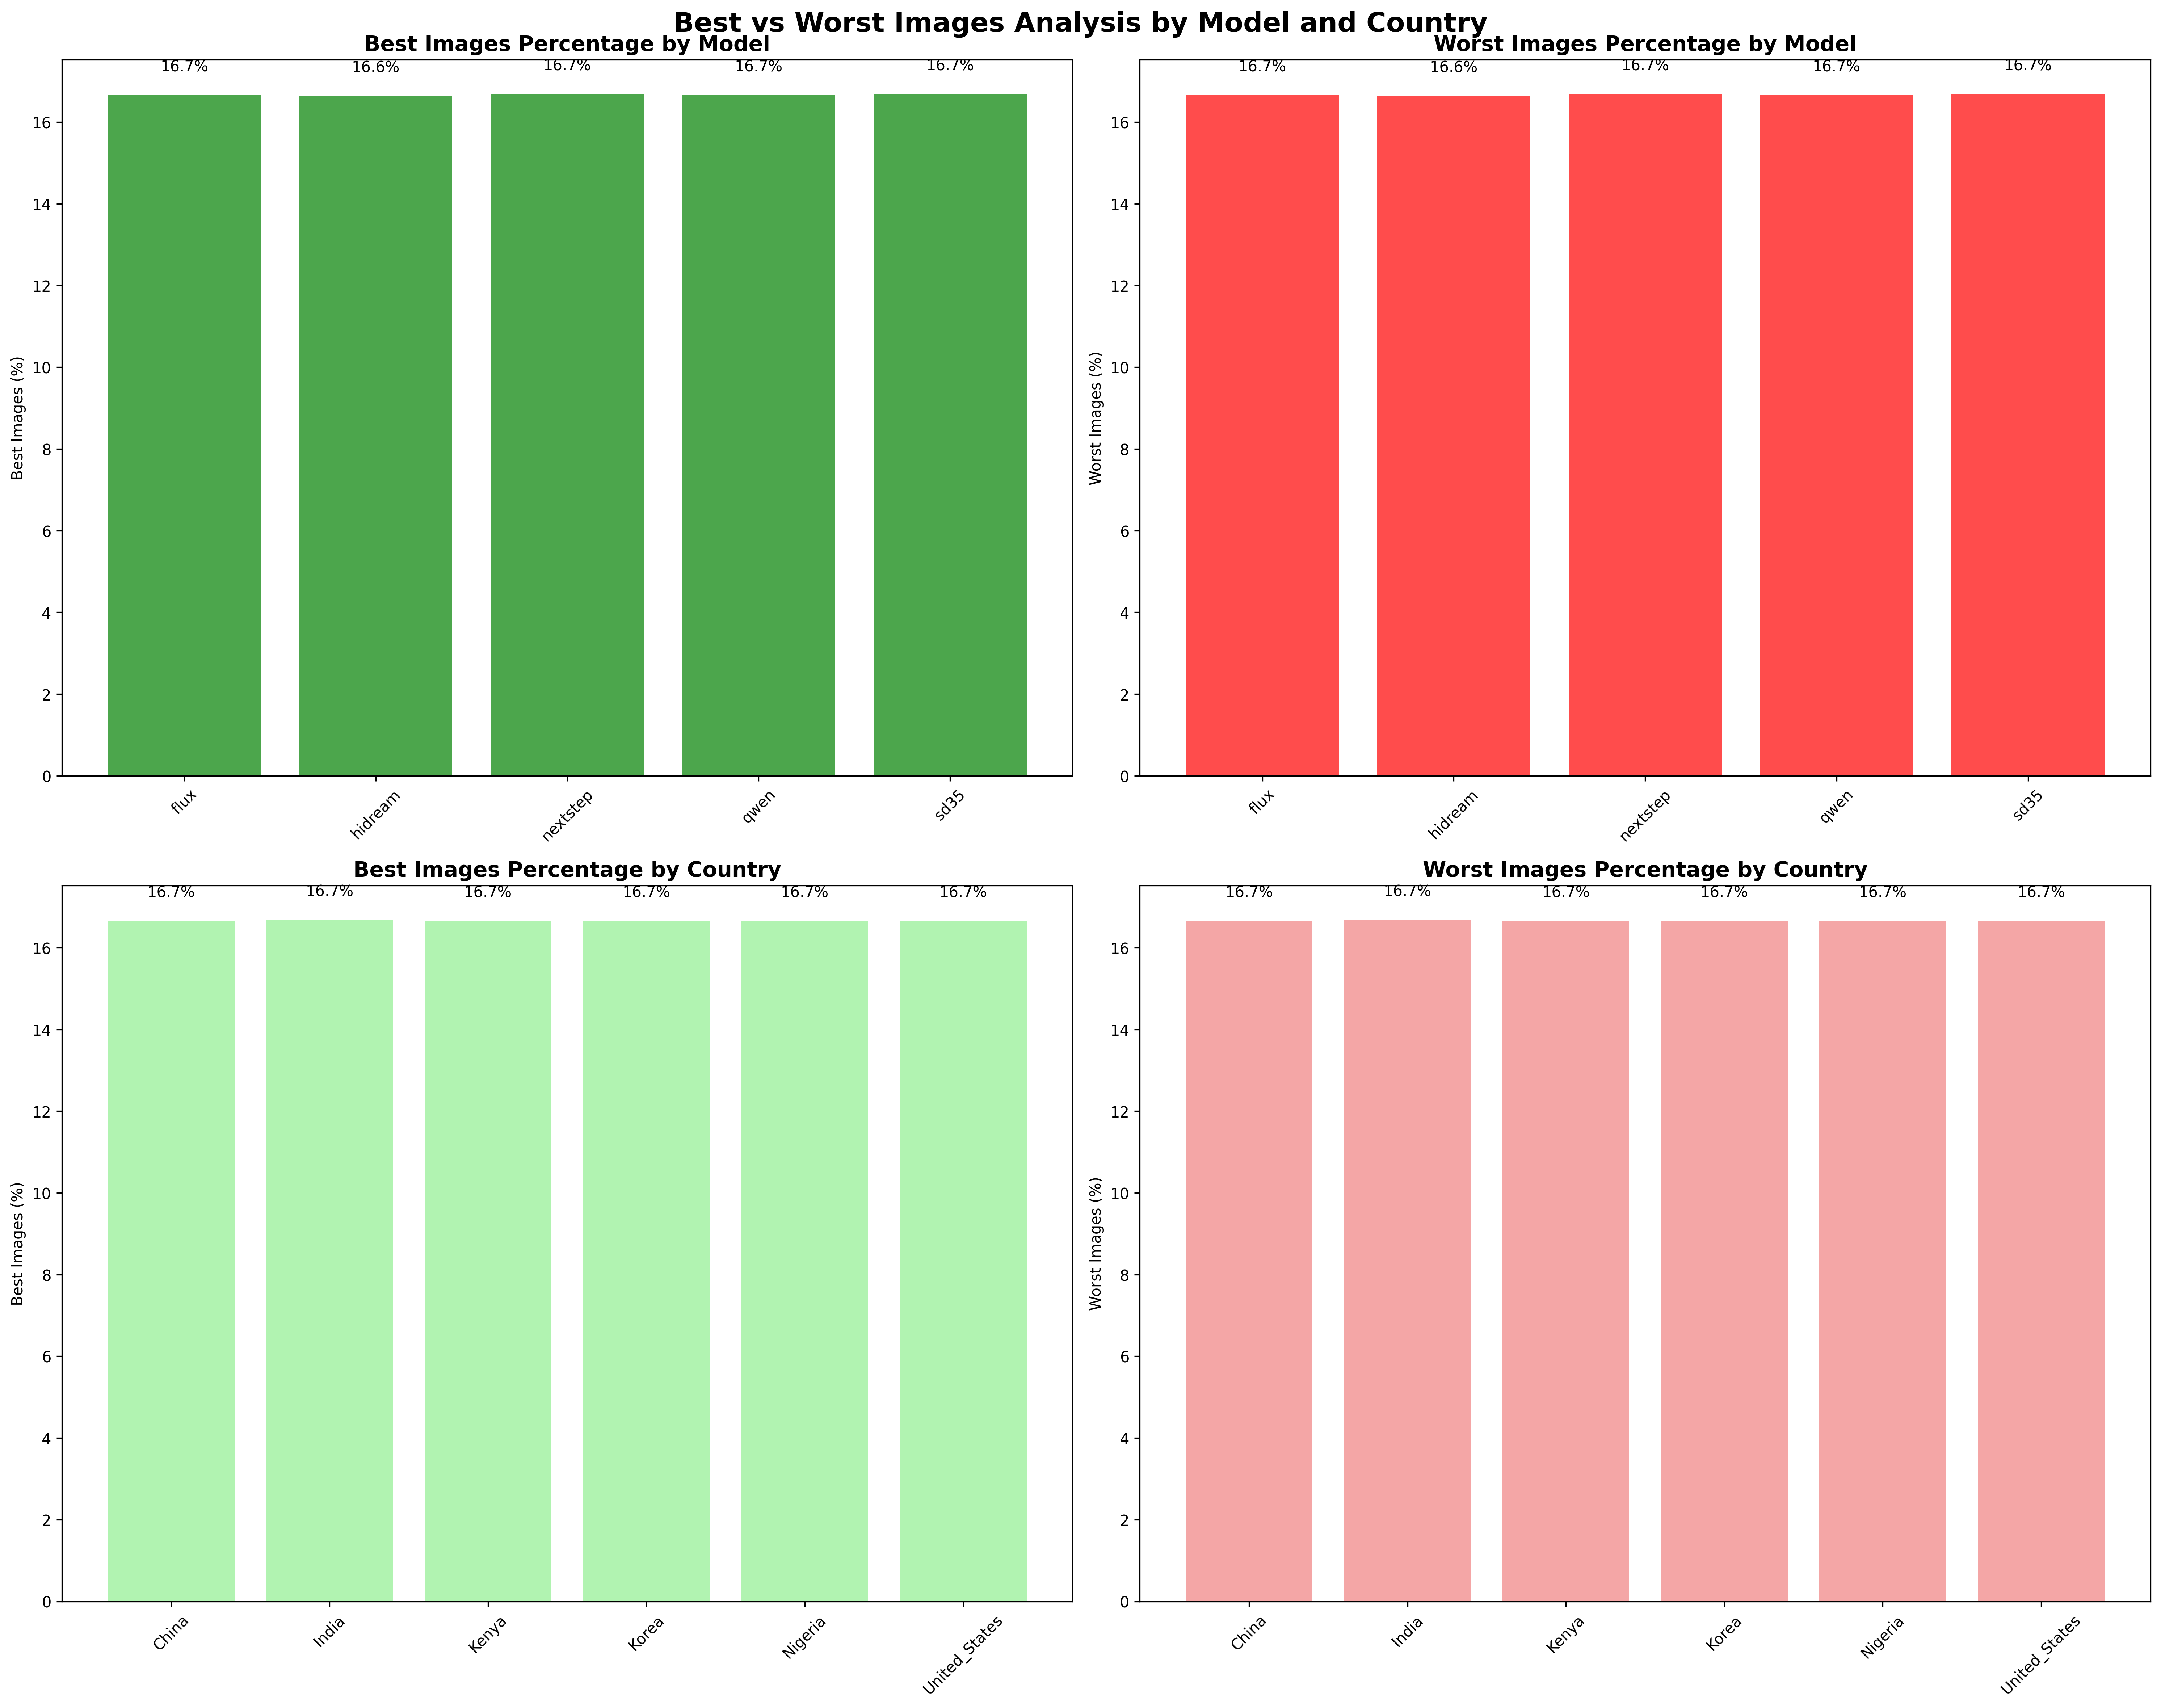 Best vs Worst Images Analysis by Model and Country
Best Images Percentage by Model
16.7% 16.6% 16.7% 16.7% 16.7%
16
14
12
10
8
6
4
2
0
Best Images (%)
flux hidream nextstep qwen sd35
Worst Images Percentage by Model
16.7% 16.6% 16.7% 16.7% 16.7%
16
14
12
10
8
6
4
2
0
Worst Images (%)
flux hidream nextstep qwen sd35
Best Images Percentage by Country
16.7% 16.7% 16.7% 16.7% 16.7% 16.7%
16
14
12
10
8
6
4
2
0
Best Images (%)
China India Kenya Korea Nigeria United_States
Worst Images Percentage by Country
16.7% 16.7% 16.7% 16.7% 16.7% 16.7%
16
14
12
10
8
6
4
2
0
Worst Images (%)
China India Kenya Korea Nigeria United_States